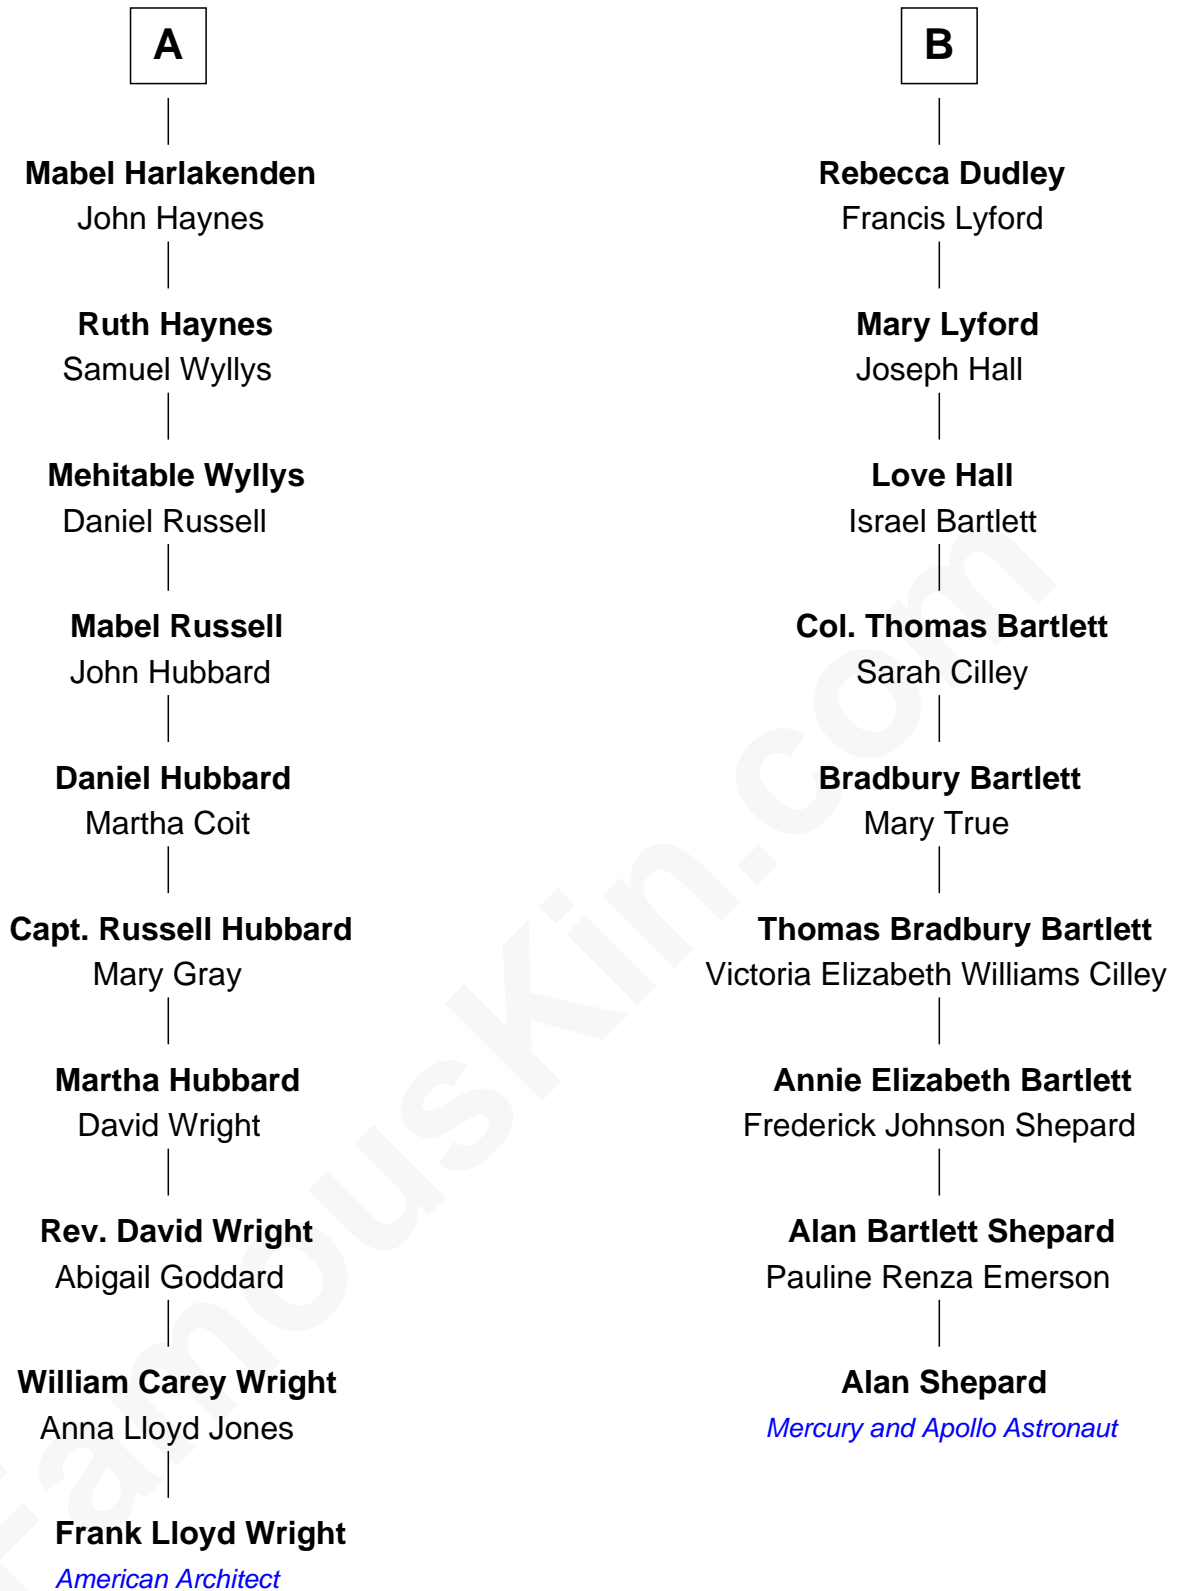 A
Mabel Harlakenden
John Haynes
Ruth Haynes
Samuel Wyllys
Mehitable Wyllys
Daniel Russell
Mabel Russell
John Hubbard
Daniel Hubbard
Martha Coit
Capt. Russell Hubbard
Mary Gray
Martha Hubbard
David Wright
Rev. David Wright
Abigail Goddard
William Carey Wright
Anna Lloyd Jones
Frank Lloyd Wright
American Architect
B
Rebecca Dudley
Francis Lyford
Mary Lyford
Joseph Hall
Love Hall
Israel Bartlett
Col. Thomas Bartlett
Sarah Cilley
Bradbury Bartlett
Mary True
Thomas Bradbury Bartlett
Victoria Elizabeth Williams Cilley
Annie Elizabeth Bartlett
Frederick Johnson Shepard
Alan Bartlett Shepard
Pauline Renza Emerson
Alan Shepard
Mercury and Apollo Astronaut
FamousKin.com